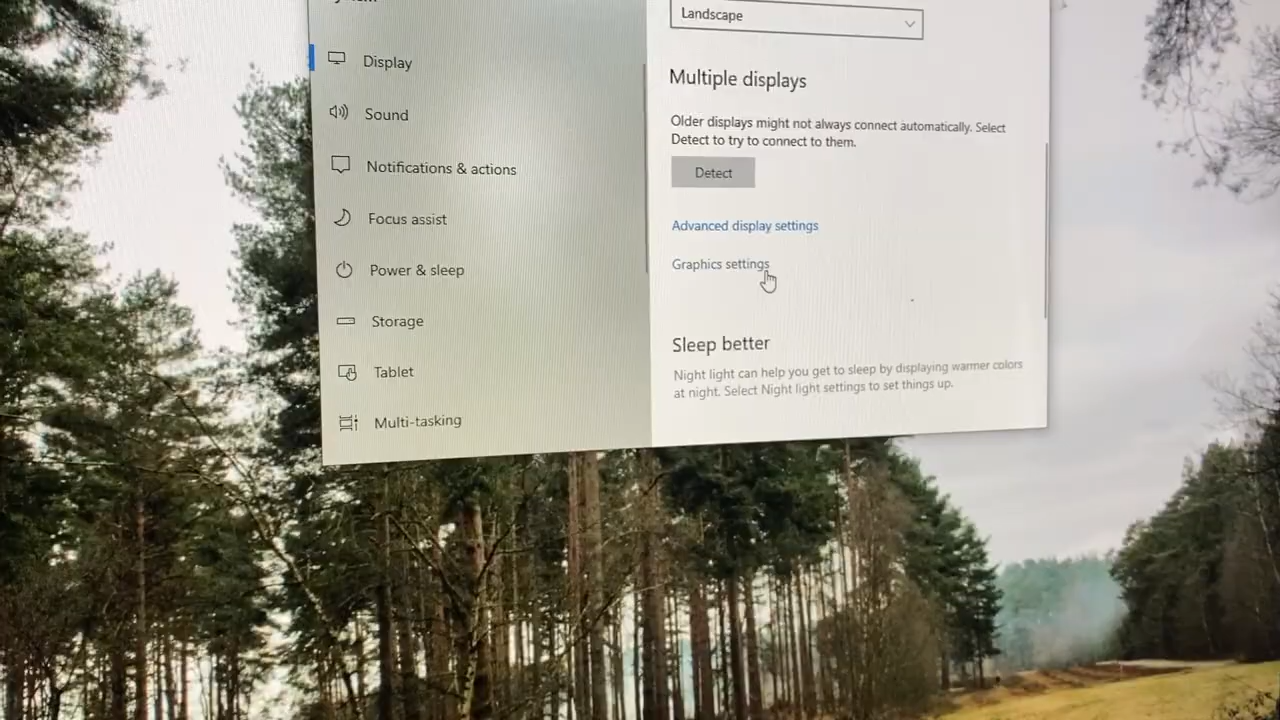 Display
Sound
Notifications & actions
Focus assist
Power & sleep
Storage
Tablet
Multi-tasking
Landscape
Multiple displays
Older displays might not always connect automatically. Select
Detect to try to connect to them.
Detect
Advanced display settings
Graphics settings
Sleep better
Night light can help you get to sleep by displaying warmer colors
at night. Select Night light settings to set things up.